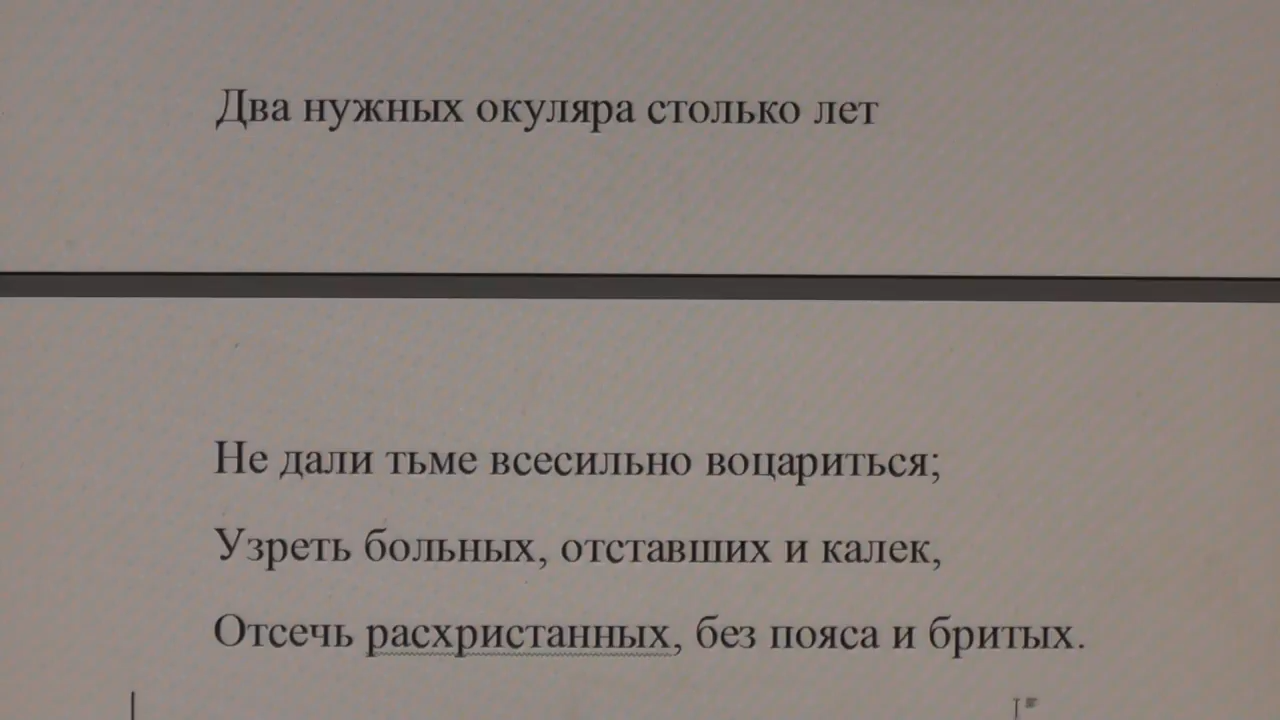 Два нужных окуляра столько лет
Не дали тьме всесильно воцариться;
Узреть больных, отставших и калек,
Отсечь расхристанных, без пояса и бритых.